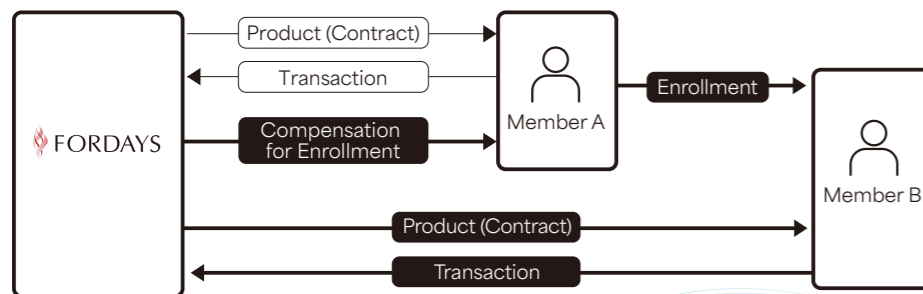 Product (Contract)
Transaction
FORDAYS
Compensation
for Enrollment
Member A
Enrollment
Member B
Product (Contract)
Transaction